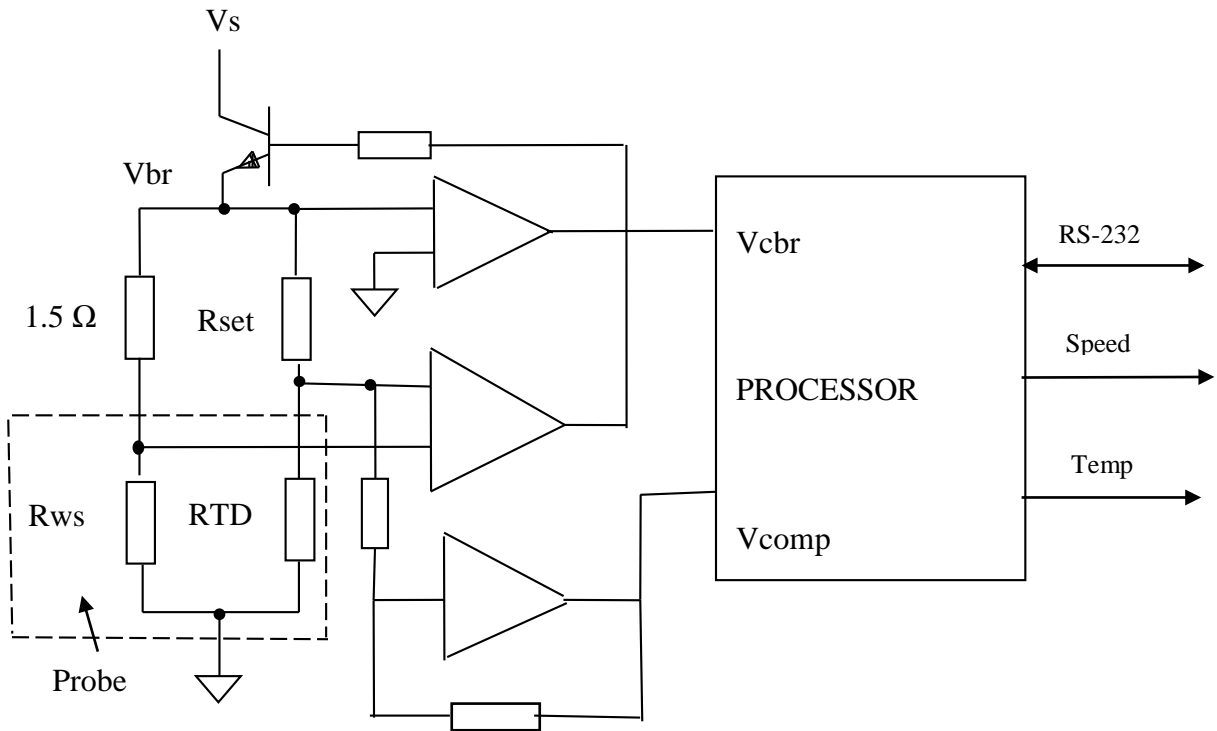 Vs
Vbr
Vcbr
RS-232
1.5 Ω
Rset
Speed
PROCESSOR
Temp
Rws
RTD
Vcomp
Probe